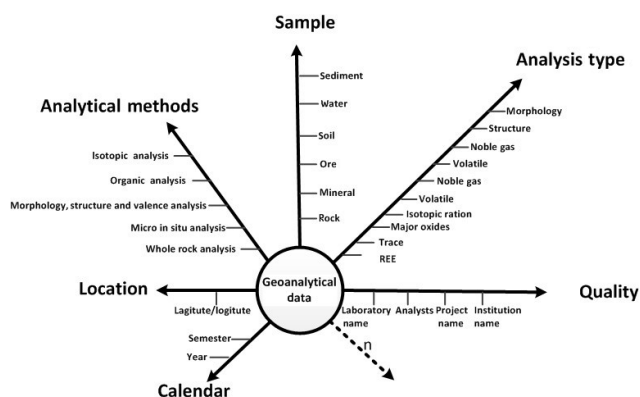 Sample
Analysis type
Analytical methods
Sediment
Water
Soil
Ore
Mineral
Rock
Morphology
Structure
Noble gas
Volatile
Noble gas
Volatile
Isotopic ration
Major oxides
Trace
REE
Isotopic analysis
Organic analysis
Morphology, structure and valence analysis
Micro in situ analysis
Whole rock analysis
Geoanalytical
data
Location
Lagitute/logitute
Quality
Laboratory
name
Analysts
Project
name
Institution
name
Semester
Year
Calendar
n